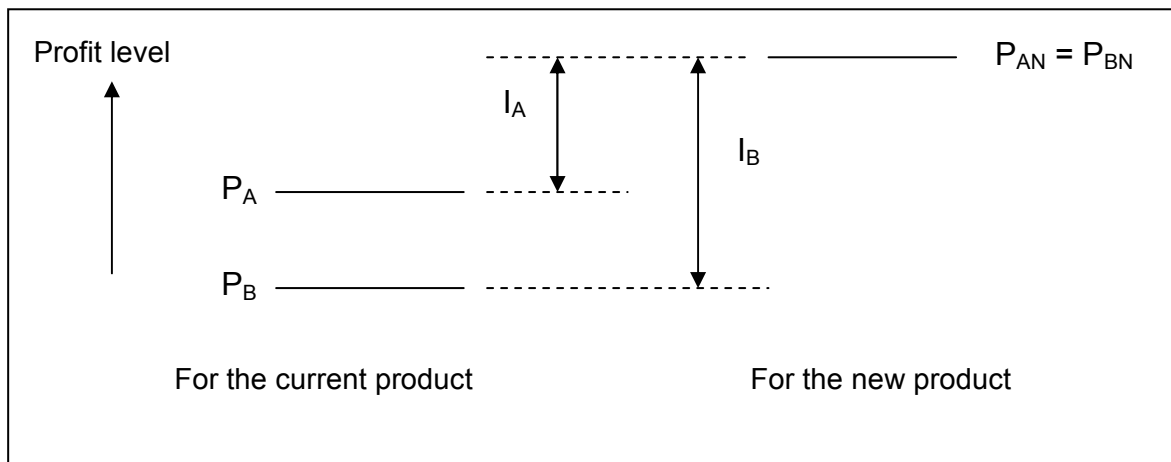 Profit level
P_AN = P_BN
I_A
I_B
P_A
P_B
For the current product
For the new product